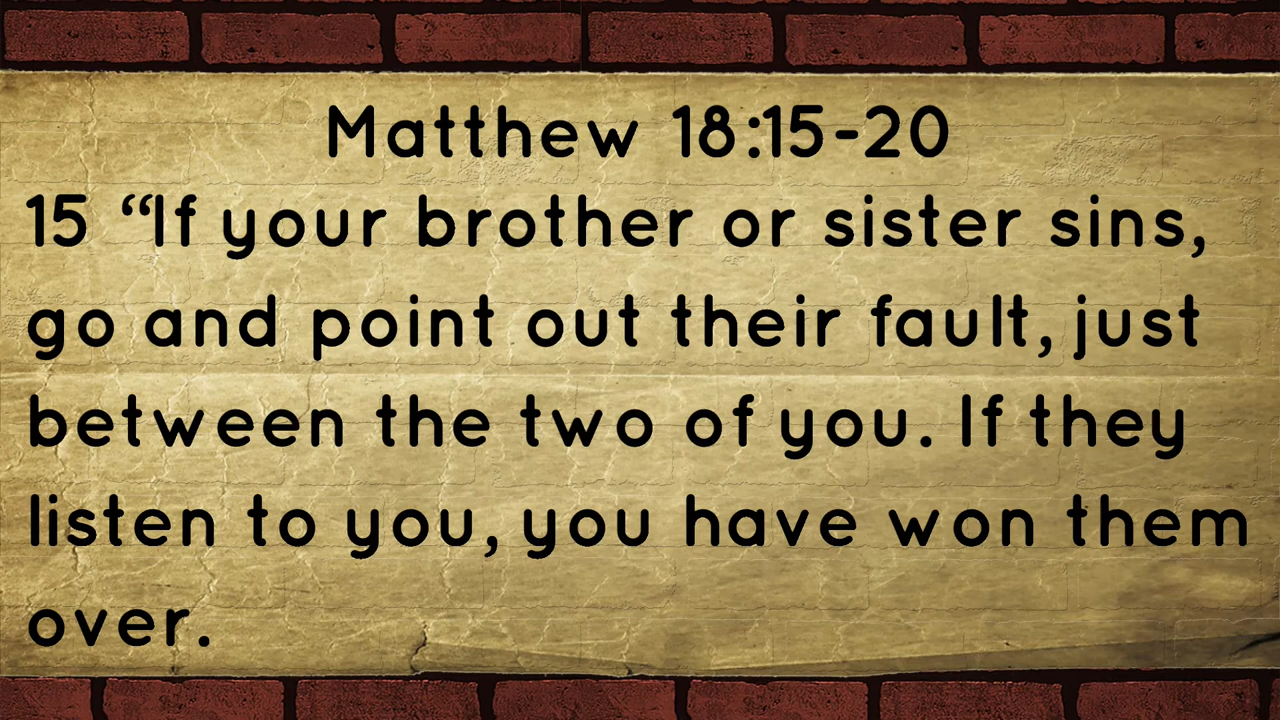 Matthew 18:15-20
15 “If your brother or sister sins,
go and point out their fault, just
between the two of you. If they
listen to you, you have won them
over.